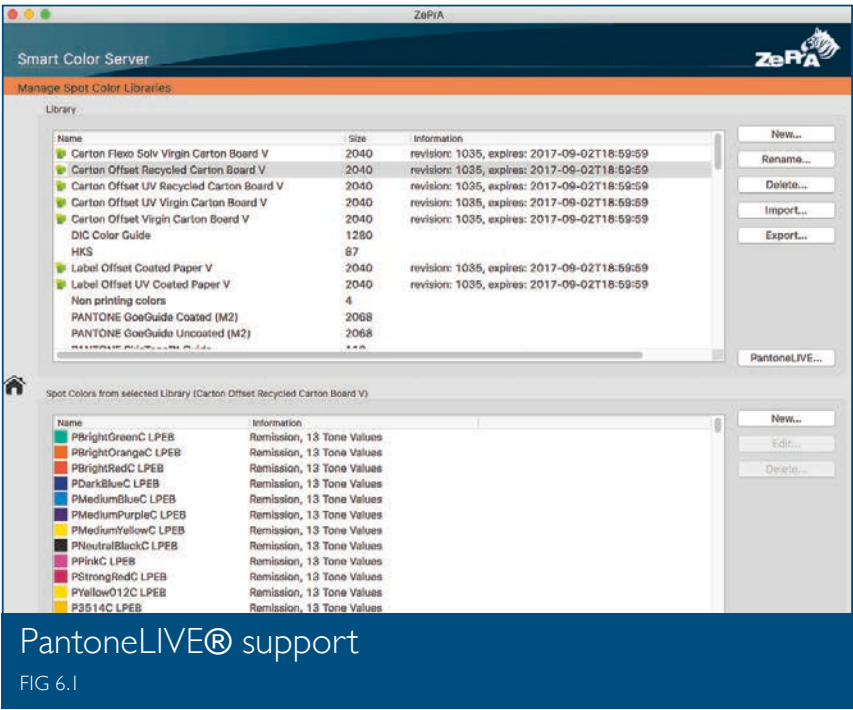 ZePrA
Smart Color Server
ZePrA
Manage Spot Color Libraries
Library
Name Size Information
Carton Flexo Solv Virgin Carton Board V 2040 revision: 1035, expires: 2017-09-02T18:59:59
Carton Offset Recycled Carton Board V 2040 revision: 1035, expires: 2017-09-02T18:59:59
Carton Offset UV Recycled Carton Board V 2040 revision: 1035, expires: 2017-09-02T18:59:59
Carton Offset UV Virgin Carton Board V 2040 revision: 1035, expires: 2017-09-02T18:59:59
Carton Offset Virgin Carton Board V 2040 revision: 1035, expires: 2017-09-02T18:59:59
DIC Color Guide 1280
HKS 87
Label Offset Coated Paper V 2040 revision: 1035, expires: 2017-09-02T18:59:59
Label Offset UV Coated Paper V 2040 revision: 1035, expires: 2017-09-02T18:59:59
Non printing colors 4
PANTONE GoeGuide Coated (M2) 2068
PANTONE GoeGuide Uncoated (M2) 2068
New...
Rename...
Delete...
Import...
Export...
PantoneLIVE...
Spot Colors from selected Library (Carton Offset Recycled Carton Board V)
Name Information
PBrightGreenC LPEB Remission, 13 Tone Values
PBrightOrangeC LPEB Remission, 13 Tone Values
PBrightRedC LPEB Remission, 13 Tone Values
PDarkBlueC LPEB Remission, 13 Tone Values
PMediumBlueC LPEB Remission, 13 Tone Values
PMediumPurpleC LPEB Remission, 13 Tone Values
PMediumYellowC LPEB Remission, 13 Tone Values
PNeutralBlackC LPEB Remission, 13 Tone Values
PPinkC LPEB Remission, 13 Tone Values
PStrongRedC LPEB Remission, 13 Tone Values
PYellow012C LPEB Remission, 13 Tone Values
P3514C LPEB Remission, 13 Tone Values
New...
Edit...
Delete...
PantoneLIVE® support
FIG 6.1